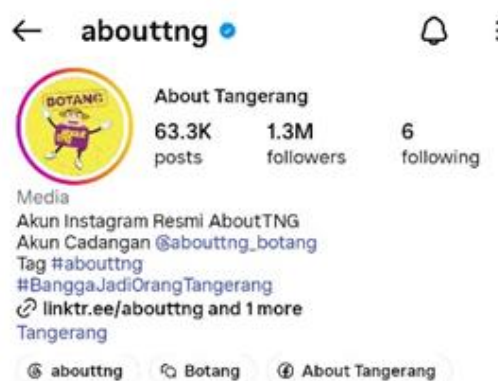 abouttng
BOTANG
About Tangerang
63.3K 1.3M 6
posts followers following
Media
Akun Instagram Resmi AboutTNG
Akun Cadangan @abouttng_botang
Tag #abouttng
#BanggaJadiOrangTangerang
linktr.ee/abouttng and 1 more
Tangerang
abouttng Botang About Tangerang